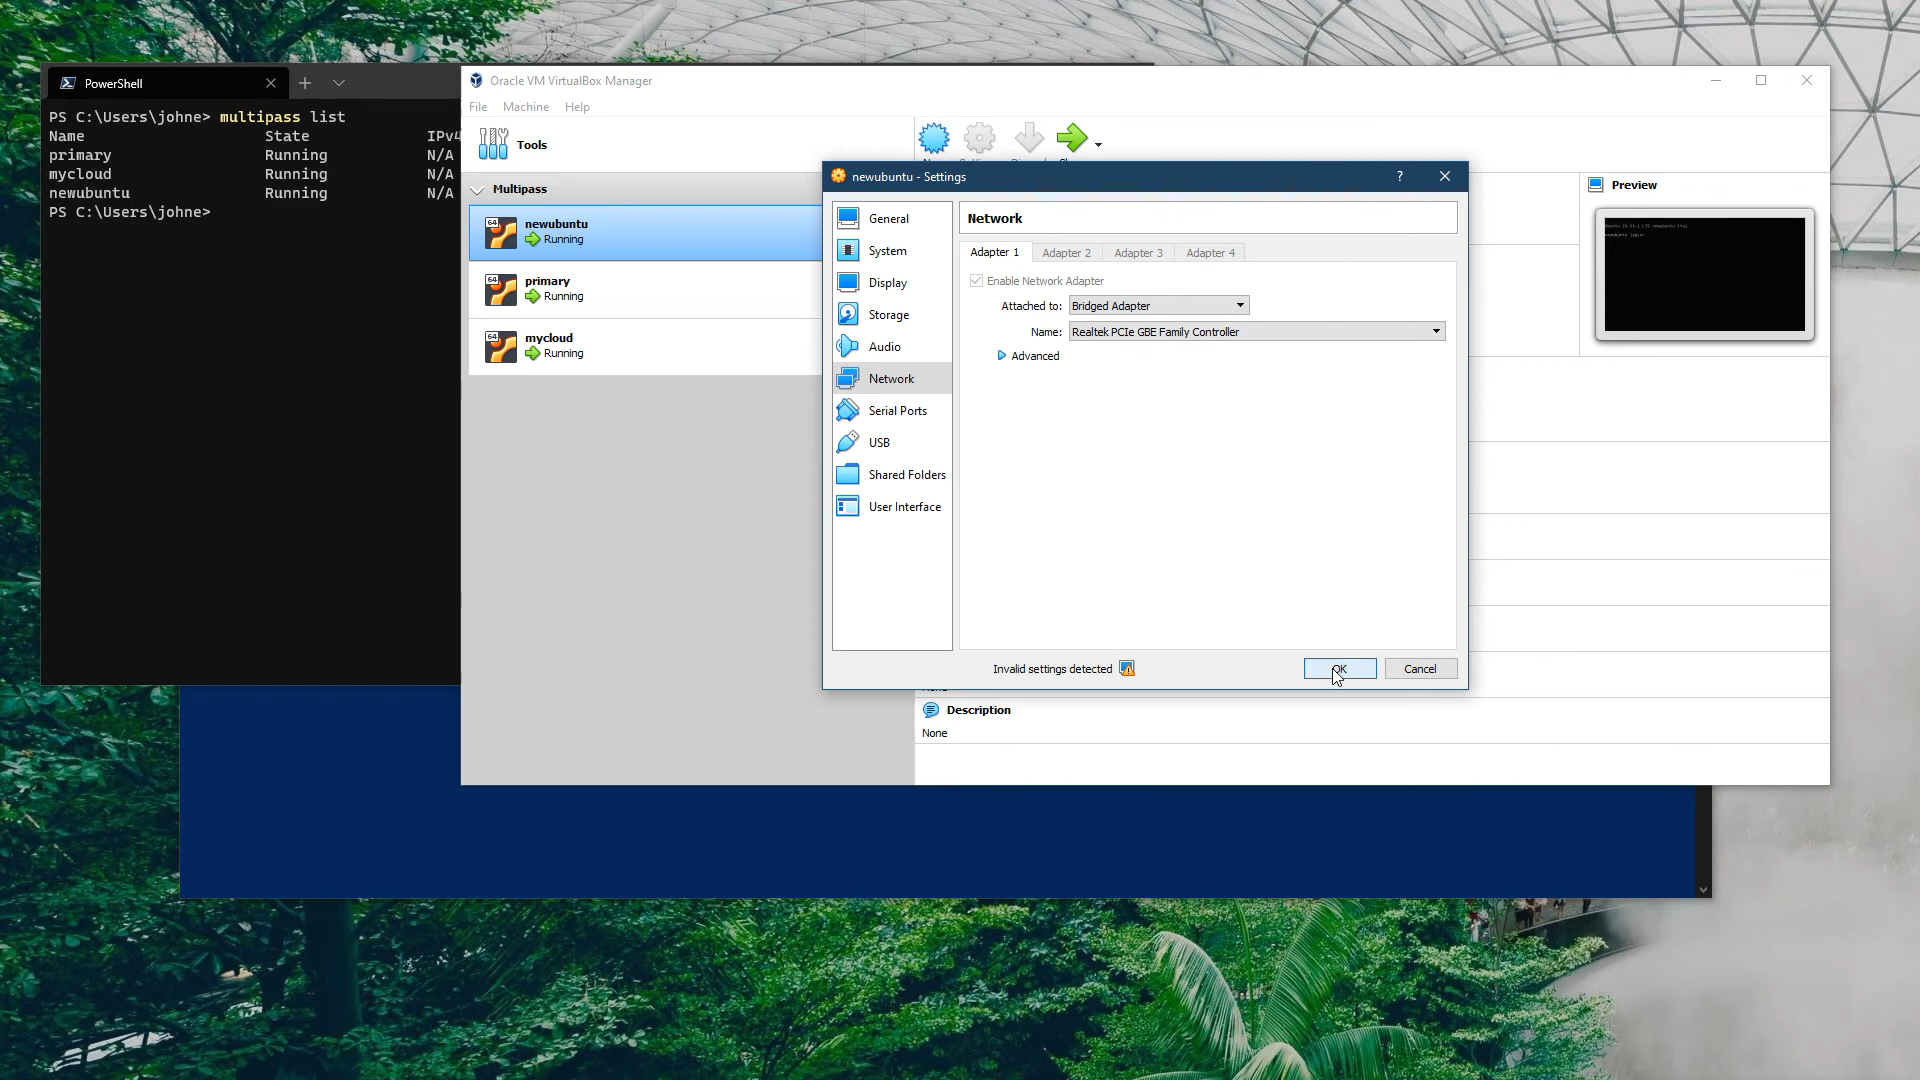 PowerShell
PS C:\Users\johne> multipass list
Name State IPv4
primary Running N/A
mycloud Running N/A
newubuntu Running N/A
PS C:\Users\johne>
Oracle VM VirtualBox Manager
File Machine Help
Tools
Multipass
64
newubuntu
Running
64
primary
Running
64
mycloud
Running
Preview
newubuntu - Settings
General
System
Display
Storage
Audio
Network
Serial Ports
USB
Shared Folders
User Interface
Network
Adapter 1 Adapter 2 Adapter 3 Adapter 4
Enable Network Adapter
Attached to: Bridged Adapter
Name: Realtek PCIe GBE Family Controller
Advanced
Invalid settings detected
OK Cancel
Description
None